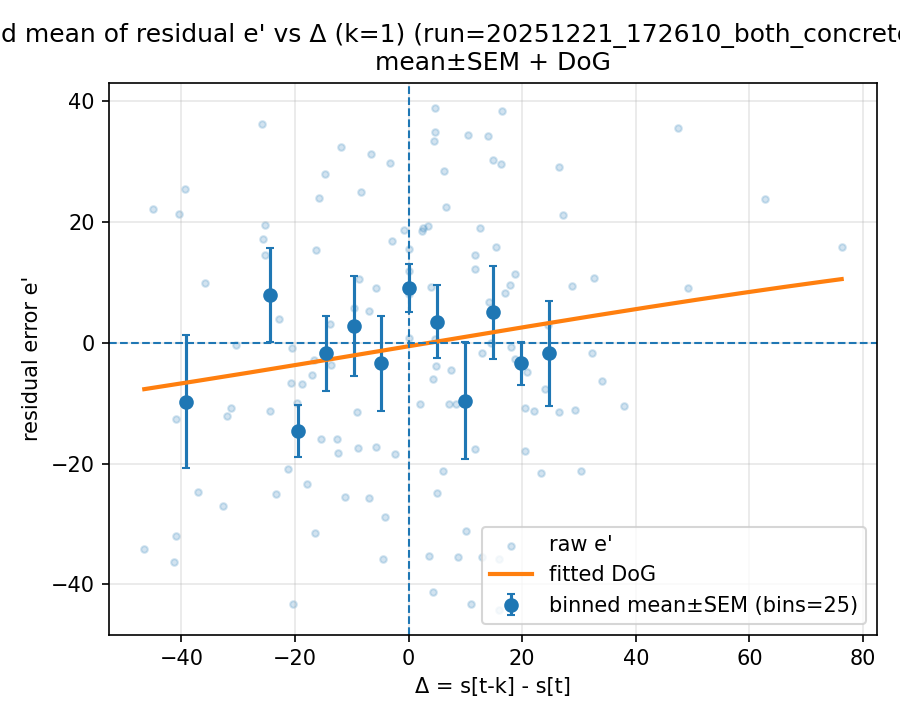 d mean of residual e' vs Δ (k=1) (run=20251221_172610_both_concrete
mean±SEM + DoG
40
20
0
−20
−40
residual error e'
raw e'
fitted DoG
binned mean±SEM (bins=25)
−40 −20 0 20 40 60 80
Δ = s[t-k] - s[t]